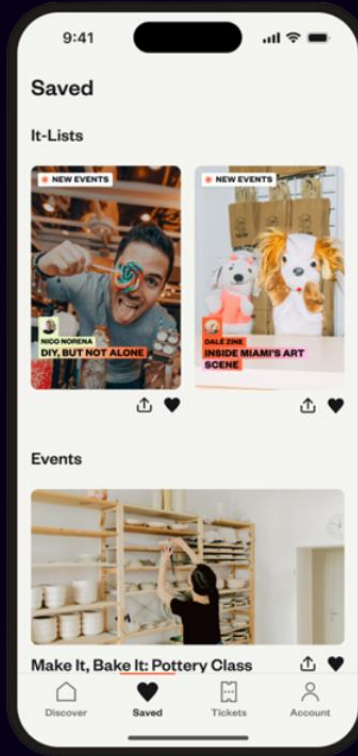 9:41
Saved
It-Lists
NEW EVENTS
NICO NORENA
DIY, BUT NOT ALONE
NEW EVENTS
DALE ZINE
INSIDE MIAMI'S ART
SCENE
Events
Make It, Bake It: Pottery Class
Discover
Saved
Tickets
Account